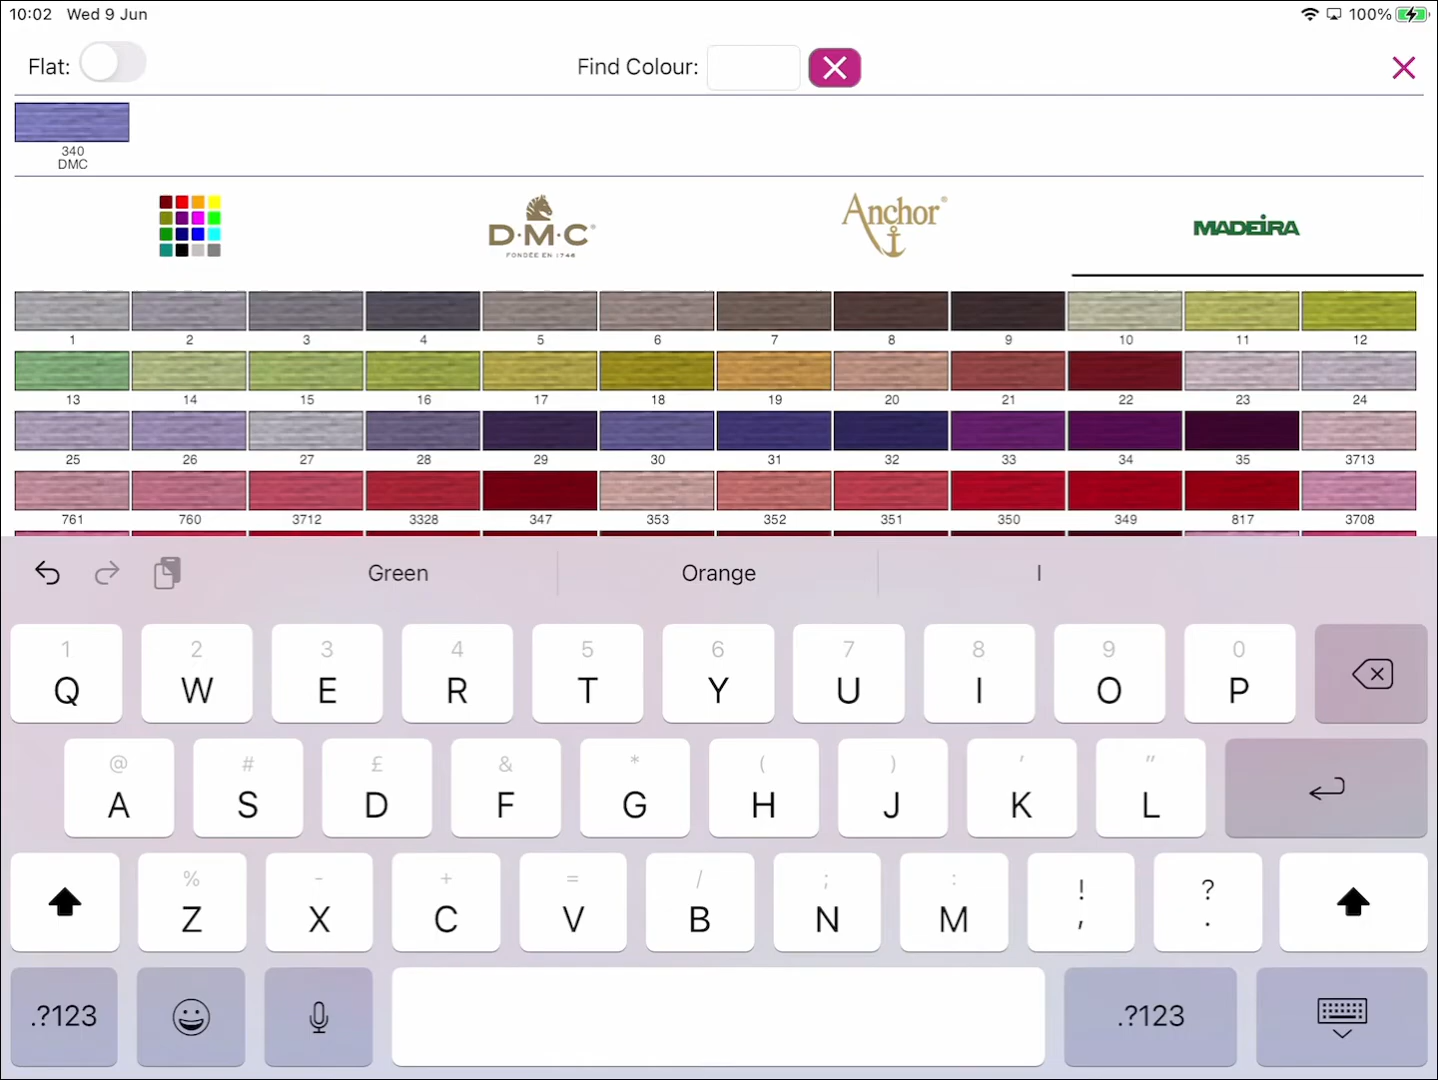 10:02 Wed 9 Jun 100%
Flat: Find Colour:
340
DMC
D·M·C®
FONDÉE EN 1746
Anchor®
MADEIRA
1 2 3 4 5 6 7 8 9 10 11 12
13 14 15 16 17 18 19 20 21 22 23 24
25 26 27 28 29 30 31 32 33 34 35 3713
761 760 3712 3328 347 353 352 351 350 349 817 3708
Green Orange I
1 2 3 4 5 6 7 8 9 0
Q W E R T Y U I O P
@ # £ & * ( ) ' "
A S D F G H J K L
% - + = / ; : ! ?
Z X C V B N M , .
.?123 .?123